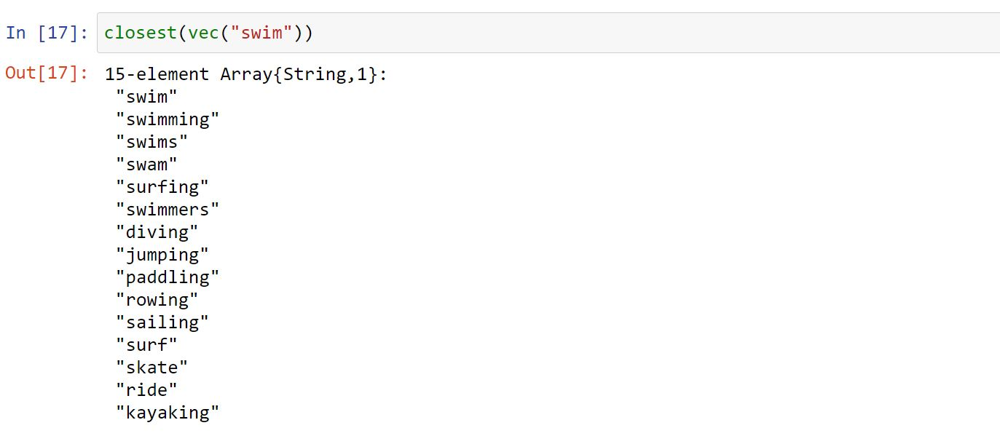 In [17]: closest(vec("swim"))
Out[17]: 15-element Array{String,1}:
"swim"
"swimming"
"swims"
"swam"
"surfing"
"swimmers"
"diving"
"jumping"
"paddling"
"rowing"
"sailing"
"surf"
"skate"
"ride"
"kayaking"